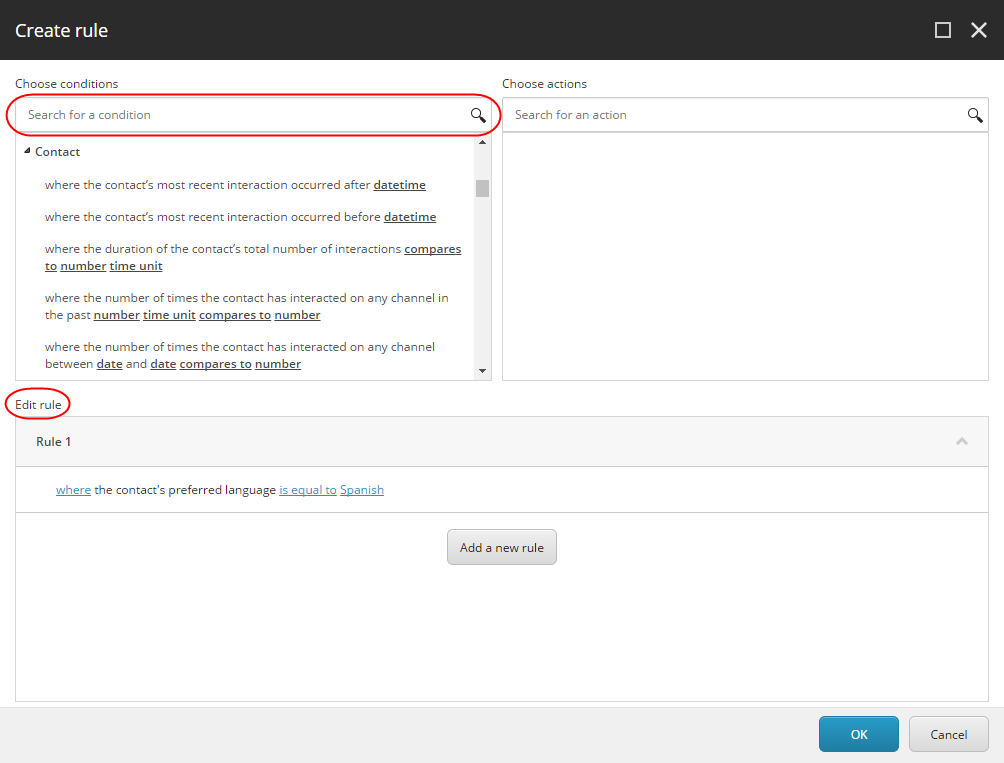 Create rule
Choose conditions
Choose actions
Search for a condition
Search for an action
Contact
where the contact’s most recent interaction occurred after datetime
where the contact’s most recent interaction occurred before datetime
where the duration of the contact’s total number of interactions compares
to number time unit
where the number of times the contact has interacted on any channel in
the past number time unit compares to number
where the number of times the contact has interacted on any channel
between date and date compares to number
Edit rule
Rule 1
where the contact's preferred language is equal to Spanish
Add a new rule
OK
Cancel